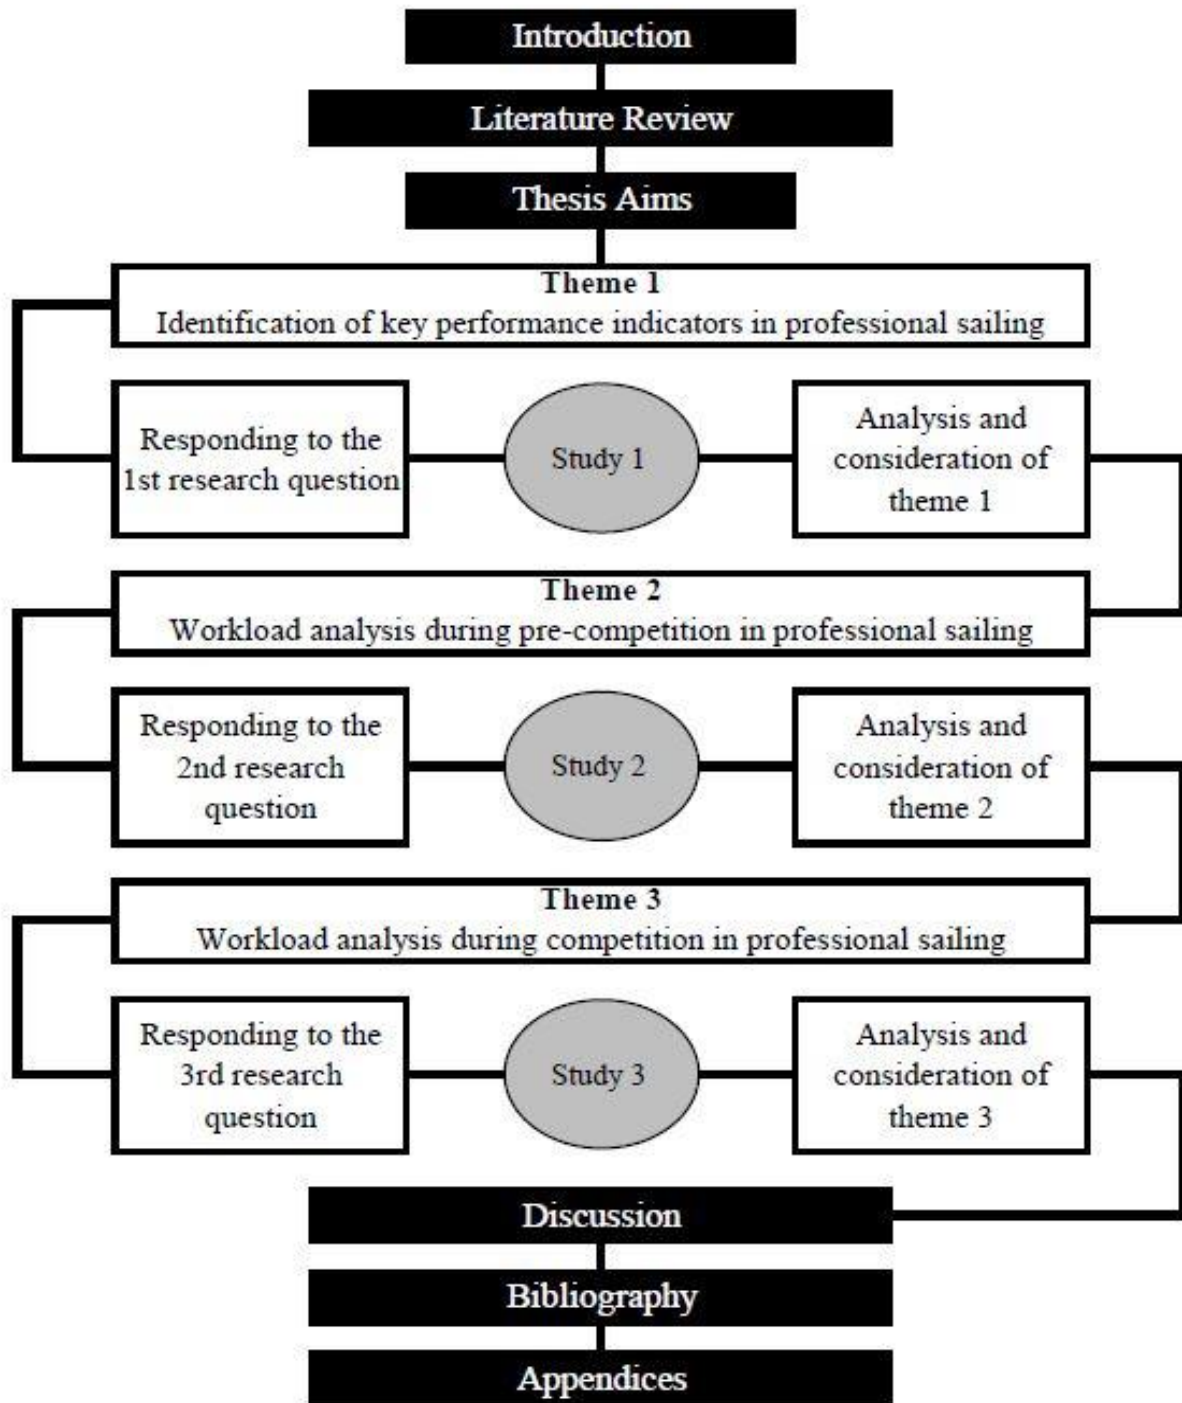 Introduction
Literature Review
Thesis Aims
Theme 1
Identification of key performance indicators in professional sailing
Responding to the
1st research question
Study 1
Analysis and
consideration of
theme 1
Theme 2
Workload analysis during pre-competition in professional sailing
Responding to the
2nd research
question
Study 2
Analysis and
consideration of
theme 2
Theme 3
Workload analysis during competition in professional sailing
Responding to the
3rd research
question
Study 3
Analysis and
consideration of
theme 3
Discussion
Bibliography
Appendices